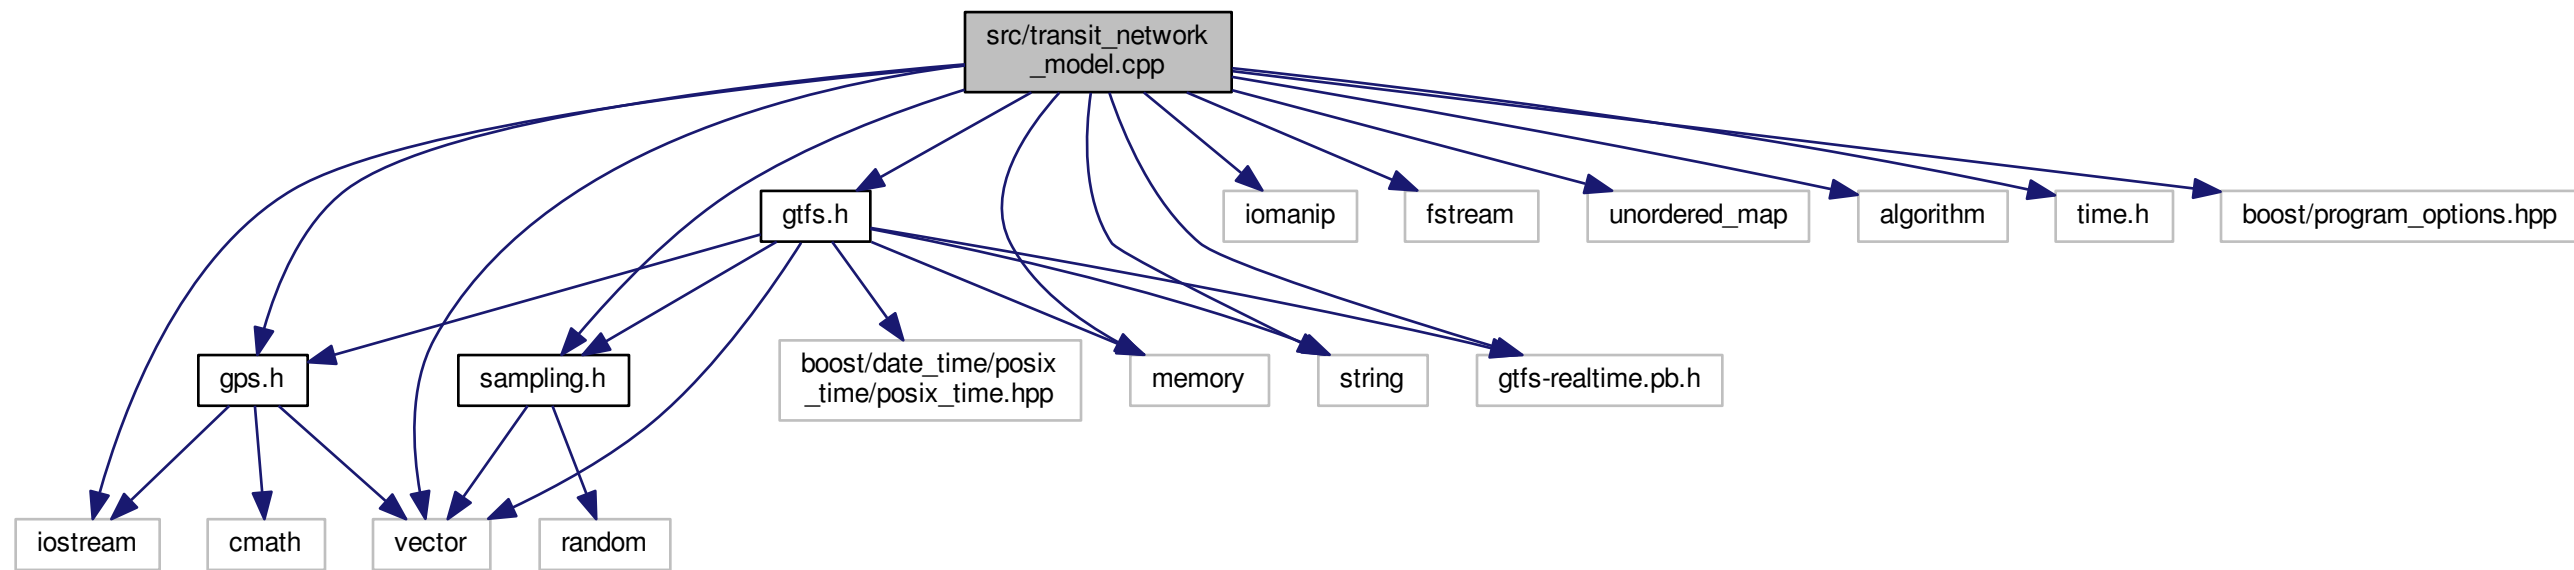 src/transit_network
_model.cpp
gtfs.h
iomanip
fstream
unordered_map
algorithm
time.h
boost/program_options.hpp
gps.h
sampling.h
boost/date_time/posix
_time/posix_time.hpp
memory
string
gtfs-realtime.pb.h
iostream
cmath
vector
random